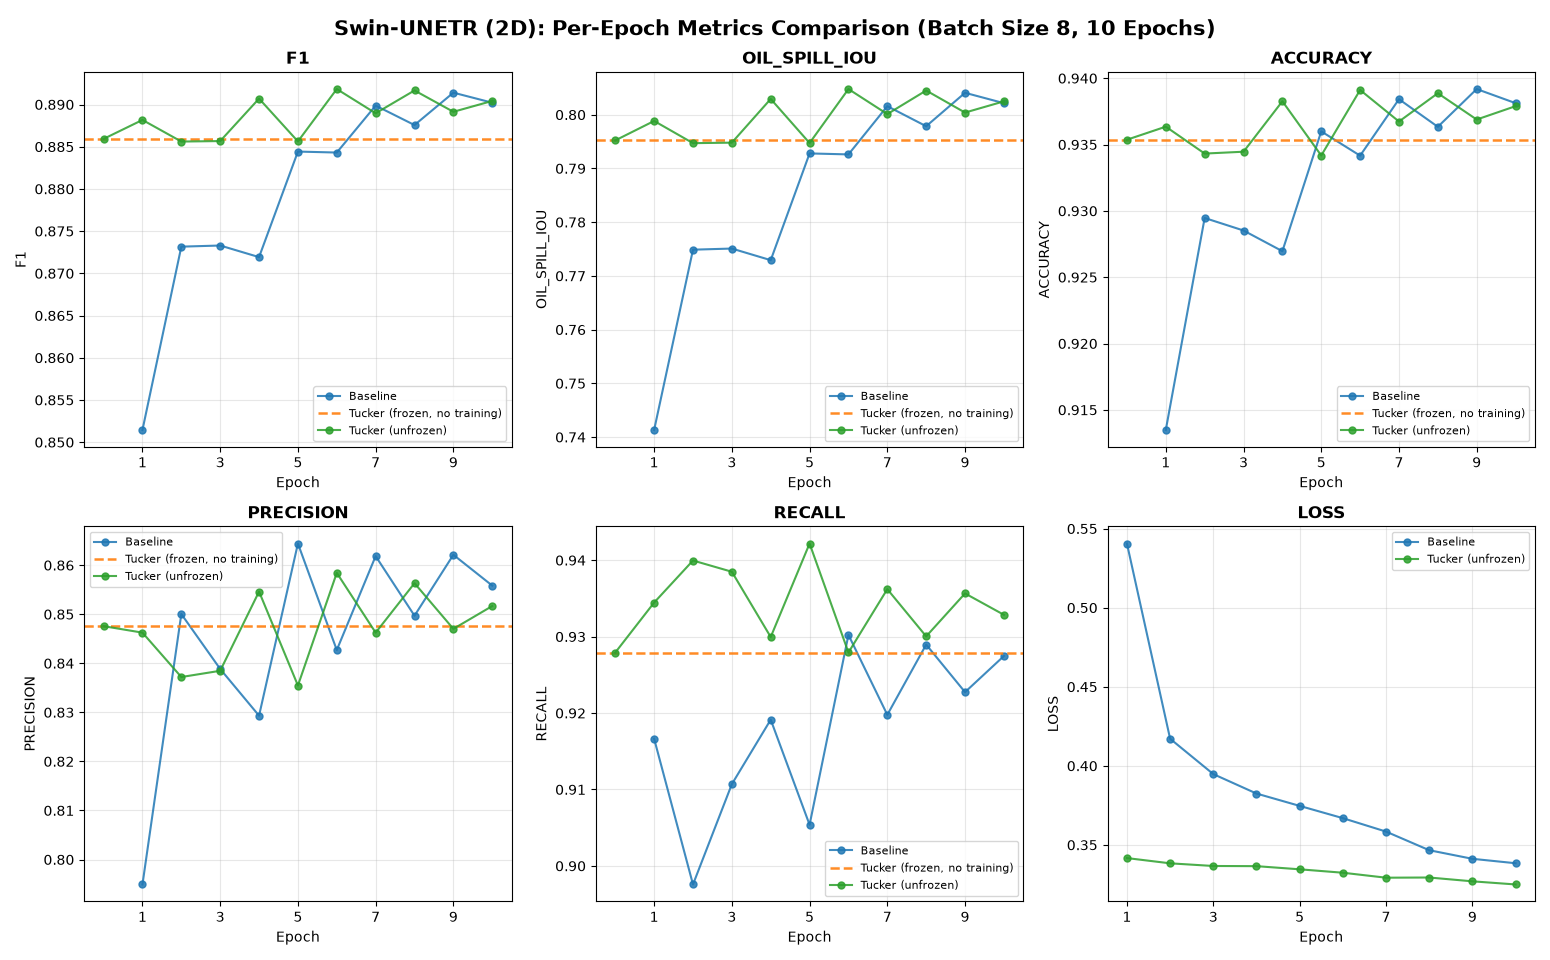 Swin-UNETR (2D): Per-Epoch Metrics Comparison (Batch Size 8, 10 Epochs)
F1
0.890
0.885
0.880
0.875
0.870
0.865
0.860
0.855
0.850
F1
Baseline
Tucker (frozen, no training)
Tucker (unfrozen)
1 3 5 7 9
Epoch
OIL_SPILL_IOU
0.80
0.79
0.78
0.77
0.76
0.75
0.74
OIL_SPILL_IOU
Baseline
Tucker (frozen, no training)
Tucker (unfrozen)
1 3 5 7 9
Epoch
ACCURACY
0.940
0.935
0.930
0.925
0.920
0.915
ACCURACY
Baseline
Tucker (frozen, no training)
Tucker (unfrozen)
1 3 5 7 9
Epoch
PRECISION
Baseline
Tucker (frozen, no training)
Tucker (unfrozen)
0.86
0.85
0.84
0.83
0.82
0.81
0.80
PRECISION
1 3 5 7 9
Epoch
RECALL
0.94
0.93
0.92
0.91
0.90
RECALL
Baseline
Tucker (frozen, no training)
Tucker (unfrozen)
1 3 5 7 9
Epoch
LOSS
Baseline
Tucker (unfrozen)
0.55
0.50
0.45
0.40
0.35
LOSS
1 3 5 7 9
Epoch